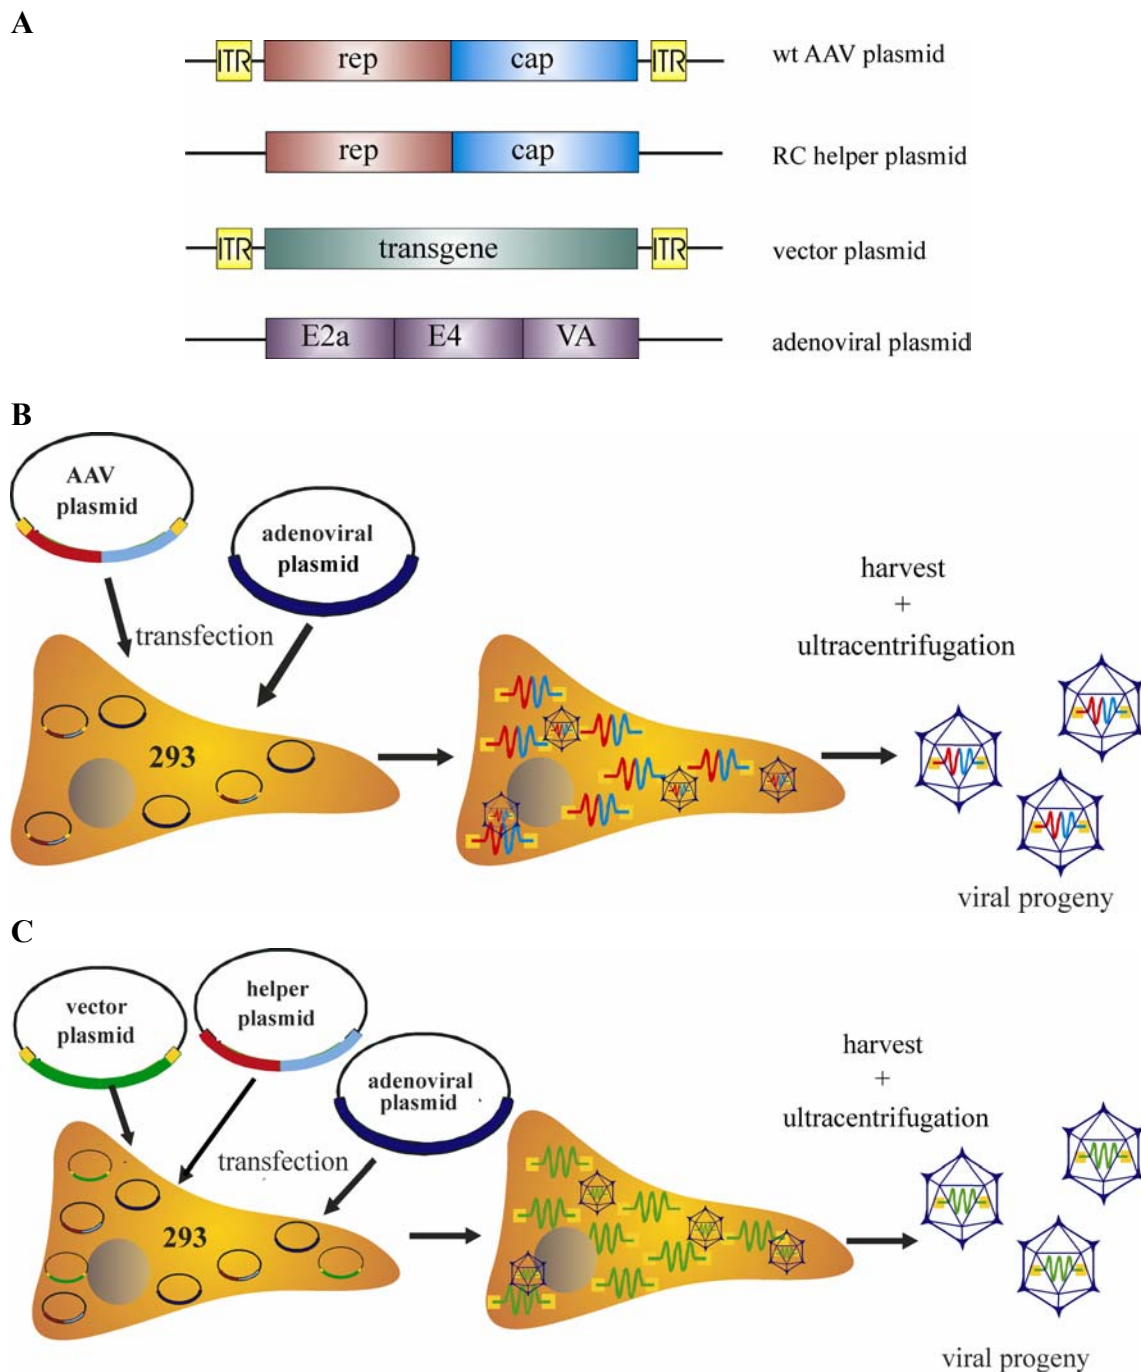 A
ITR rep cap ITR wt AAV plasmid
rep cap RC helper plasmid
ITR transgene ITR vector plasmid
E2a E4 VA adenoviral plasmid
B
AAV
plasmid
adenoviral
plasmid
transfection
293
harvest
+
ultracentrifugation
viral progeny
C
vector
plasmid
helper
plasmid
adenoviral
plasmid
transfection
293
harvest
+
ultracentrifugation
viral progeny